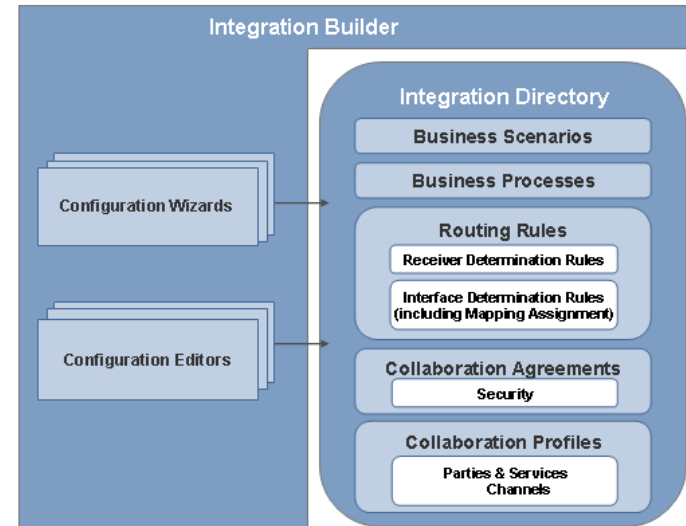 Integration Builder
Integration Directory
Business Scenarios
Business Processes
Configuration Wizards
Routing Rules
Receiver Determination Rules
Interface Determination Rules
(including Mapping Assignment)
Configuration Editors
Collaboration Agreements
Security
Collaboration Profiles
Parties & Services
Channels